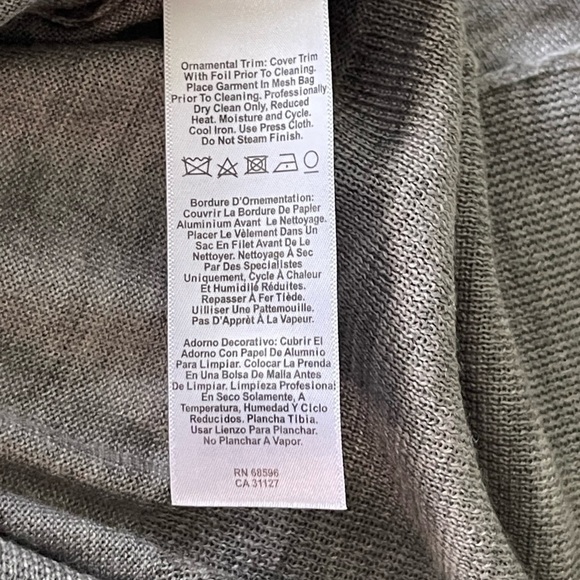 Ornamental Trim: Cover Trim
With Foil Prior To Cleaning.
Place Garment In Mesh Bag
Prior To Cleaning. Professionally
Dry Clean Only, Reduced
Heat. Moisture and Cycle.
Cool Iron. Use Press Cloth.
Do Not Steam Finish.
Bordure D'Ornementation:
Couvrir La Bordure De Papier
Aluminium Avant Le Nettoyage.
Placer Le Vêlement Dans Un
Sac En Filet Avant De Le
Nettoyer. Nettoyage À Sec
Par Des Specialistes
Uniquement, Cycle À Chaleur
Et Humidilé Réduites.
Repasser À Fer Tiède.
Uiliser Une Pattemouille.
Pas D'Apprêt À La Vapeur.
Adorno Decorativo: Cubrir El
Adorno Con Papel De Alumnio
Para Limpiar. Colocar La Prenda
En Una Bolsa De Malla Antes
De Limpiar. Limpieza Profesional
En Seco Solamente, A
Temperatura, Humedad Y Ciclo
Reducidos. Plancha Tibia.
Usar Lienzo Para Planchar.
No Planchar A Vapor.
RN 68596
CA 31127